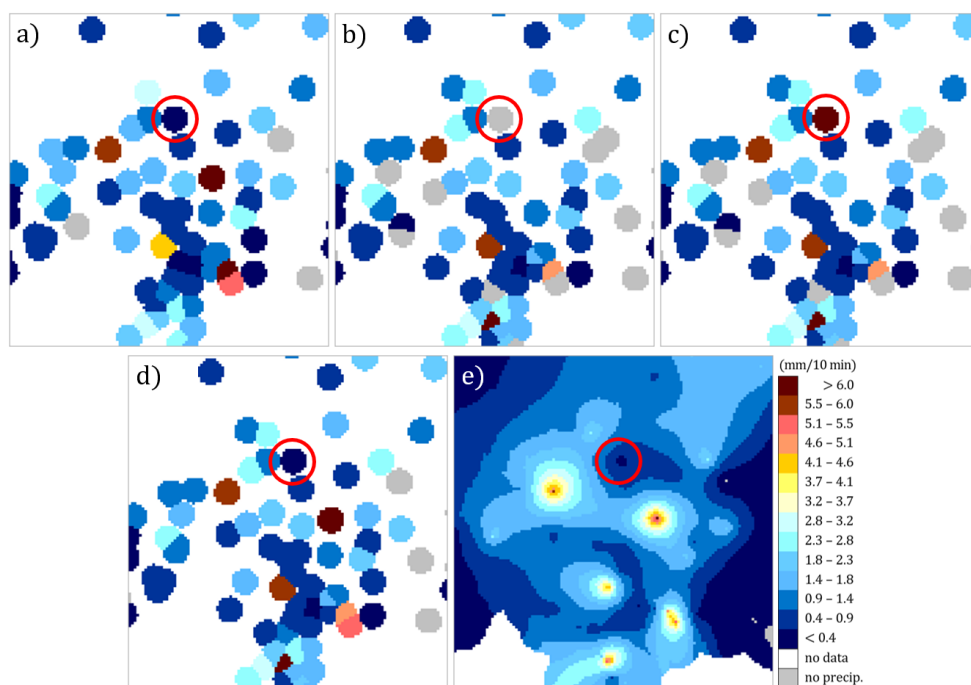 a)
b)
c)
d)
e)
(mm/10 min)
> 6.0
5.5 – 6.0
5.1 – 5.5
4.6 – 5.1
4.1 – 4.6
3.7 – 4.1
3.2 – 3.7
2.8 – 3.2
2.3 – 2.8
1.8 – 2.3
1.4 – 1.8
0.9 – 1.4
0.4 – 0.9
< 0.4
no data
no precip.